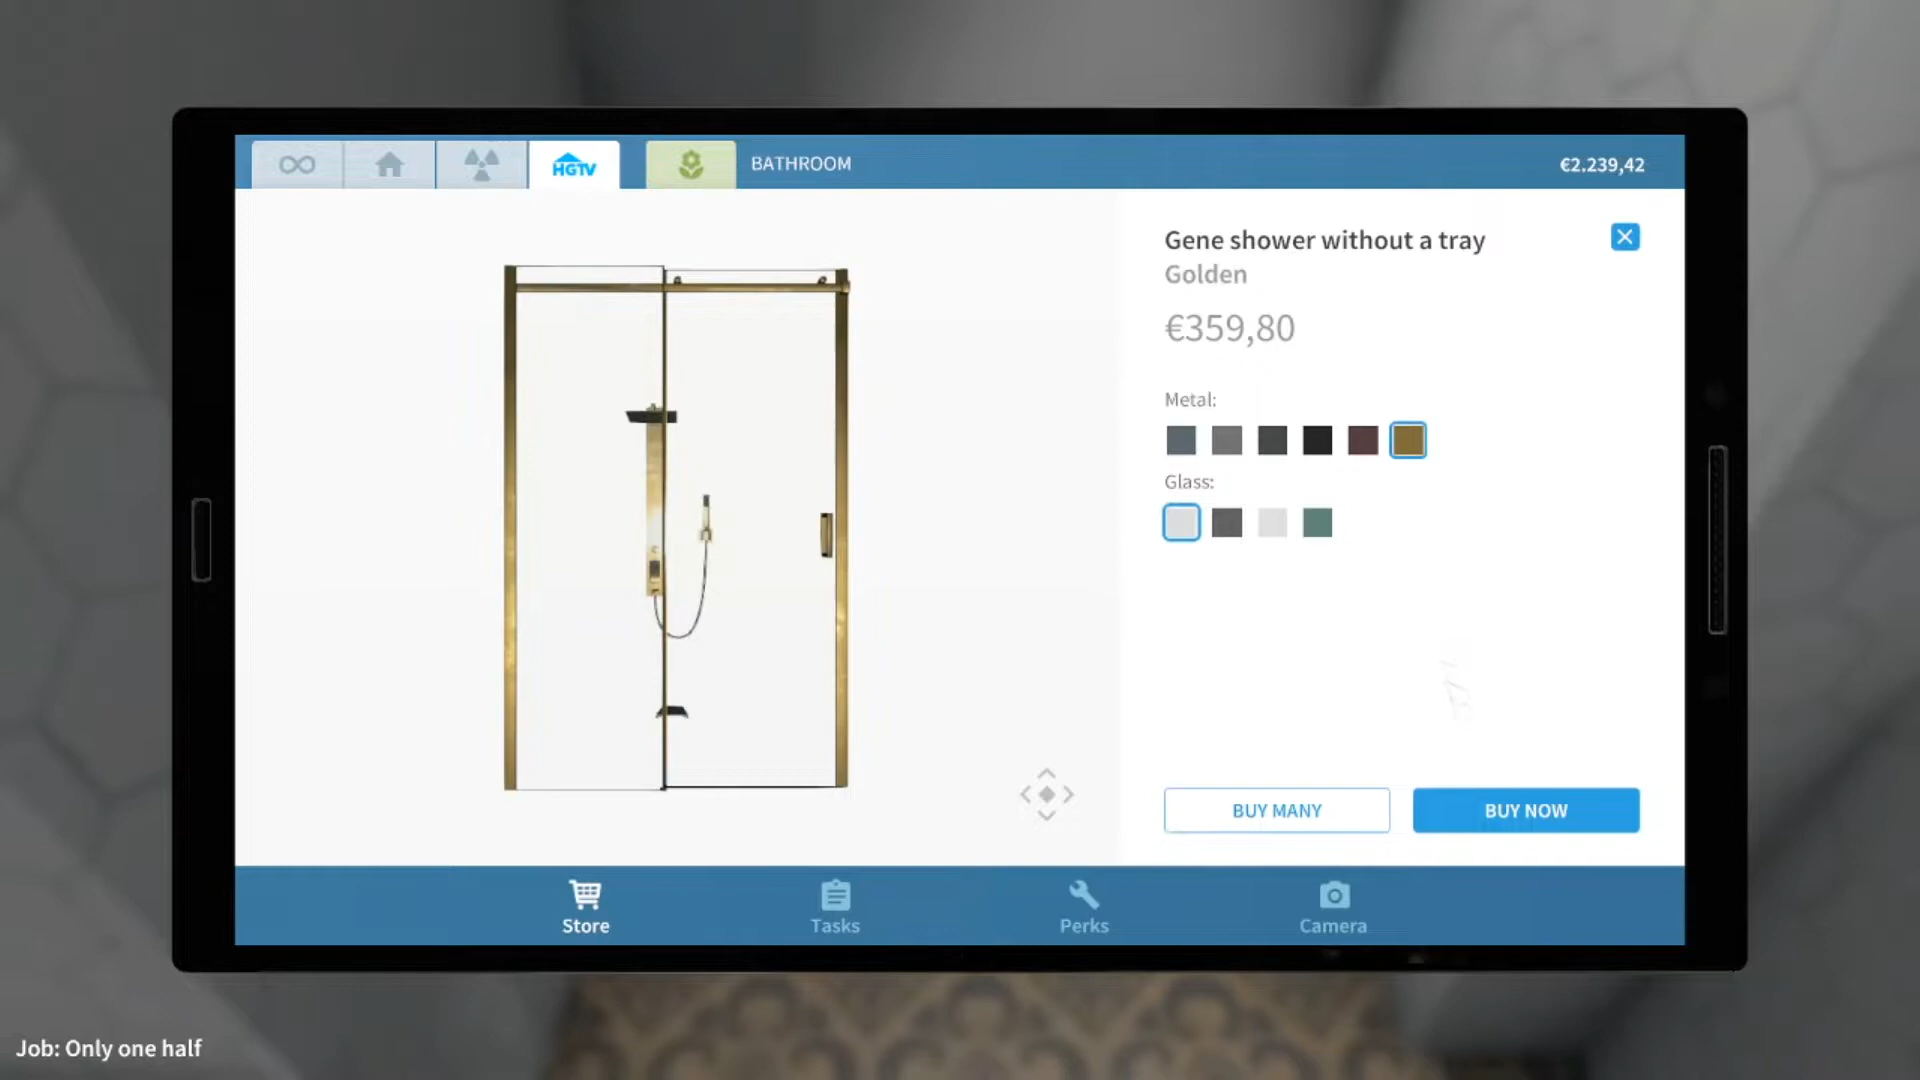 HGTV
BATHROOM
€2.239,42
Gene shower without a tray
Golden
€359,80
Metal:
Glass:
BUY MANY
BUY NOW
Store
Tasks
Perks
Camera
Job: Only one half